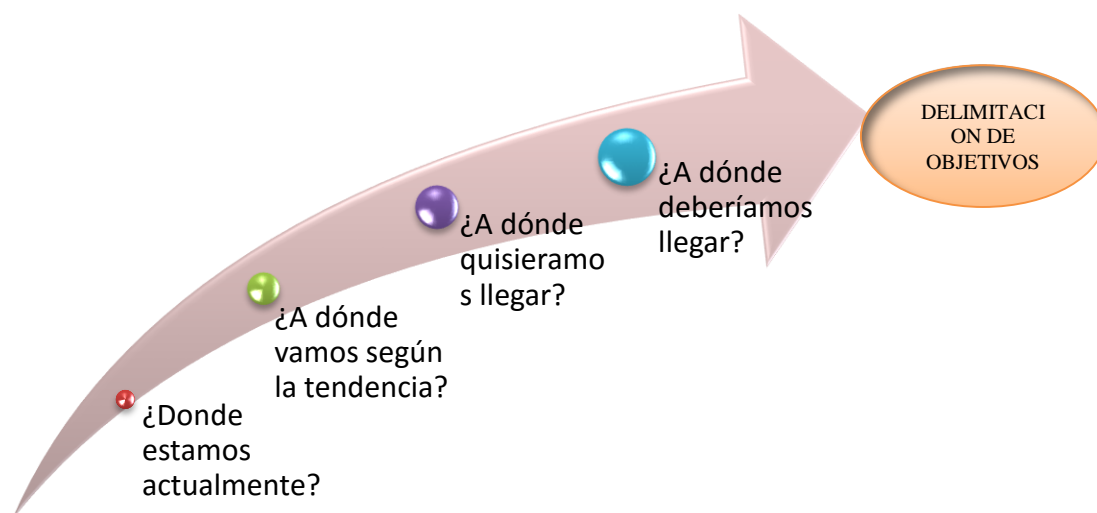 ¿Donde
estamos
actualmente?
¿A dónde
vamos según
la tendencia?
¿A dónde
quisieramo
s llegar?
¿A dónde
deberíamos
llegar?
DELIMITACI
ON DE
OBJETIVOS